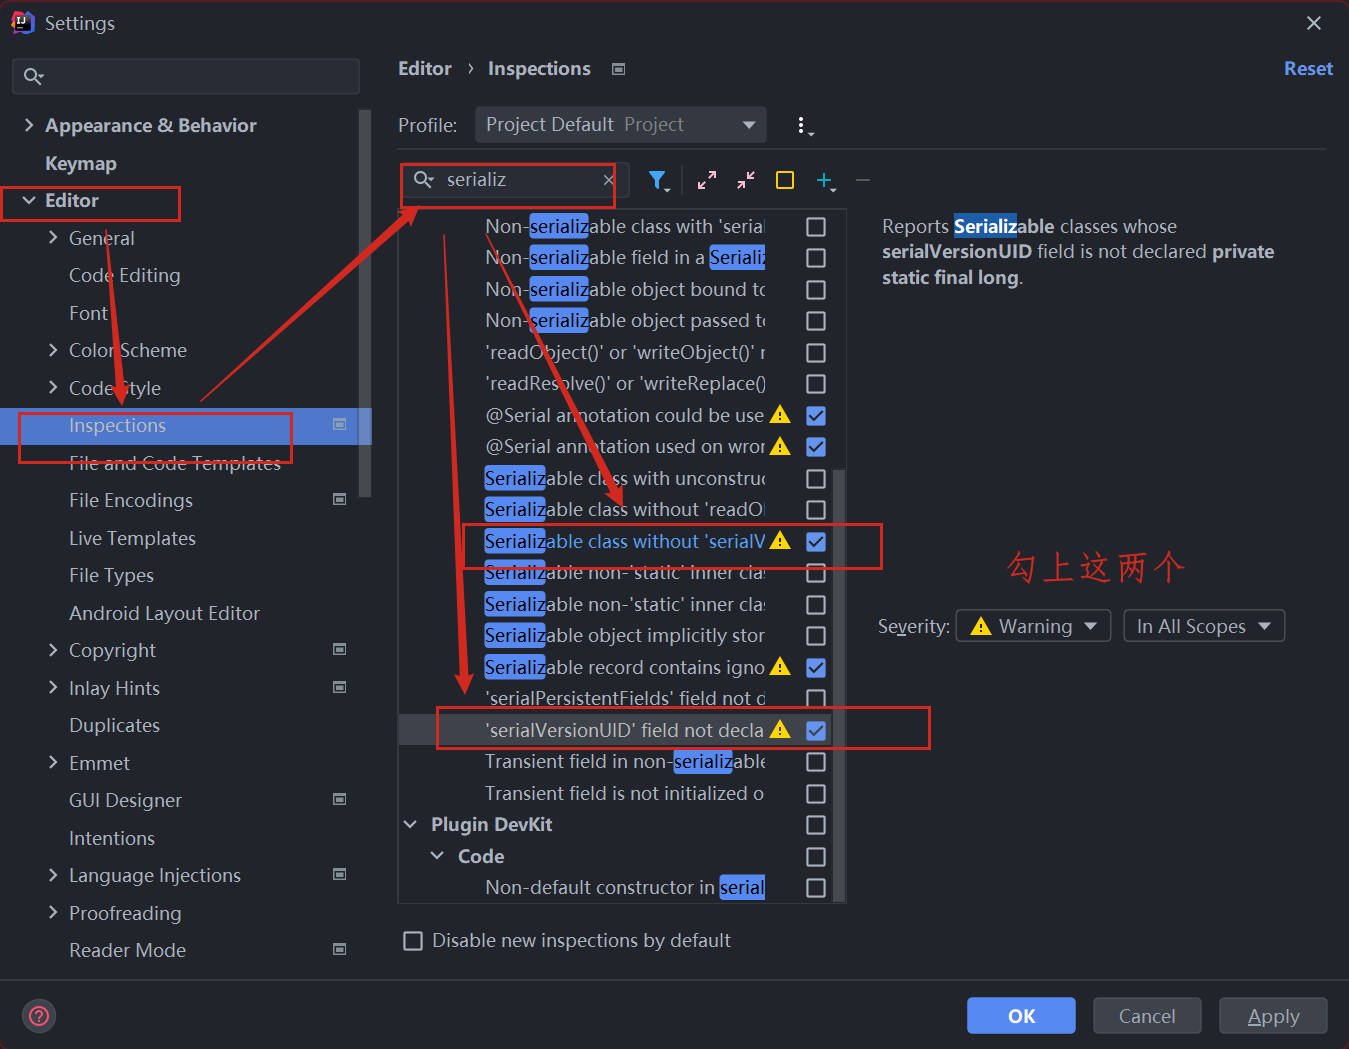 Settings
Appearance & Behavior
Keymap
Editor
General
Code Editing
Font
Color Scheme
Code Style
Inspections
File and Code Templates
File Encodings
Live Templates
File Types
Android Layout Editor
Copyright
Inlay Hints
Duplicates
Emmet
GUI Designer
Intentions
Language Injections
Proofreading
Reader Mode
Editor › Inspections
Reset
Profile: Project Default Project
serializ
Non-serializable class with 'serial
Non-serializable field in a Serializ
Non-serializable object bound to
Non-serializable object passed to
'readObject()' or 'writeObject()' r
'readResolve()' or 'writeReplace()
@Serial annotation could be use
@Serial annotation used on wror
Serializable class with unconstruc
Serializable class without 'readO
Serializable class without 'serialV
Serializable non-'static' inner clas
Serializable non-'static' inner clas
Serializable object implicitly stor
Serializable record contains igno
'serialPersistentFields' field not d
'serialVersionUID' field not decla
Transient field in non-serializable
Transient field is not initialized o
Plugin DevKit
Code
Non-default constructor in serial
Disable new inspections by default
Reports Serializable classes whose
serialVersionUID field is not declared private
static final long.
勾上这两个
Severity: Warning In All Scopes
OK Cancel Apply